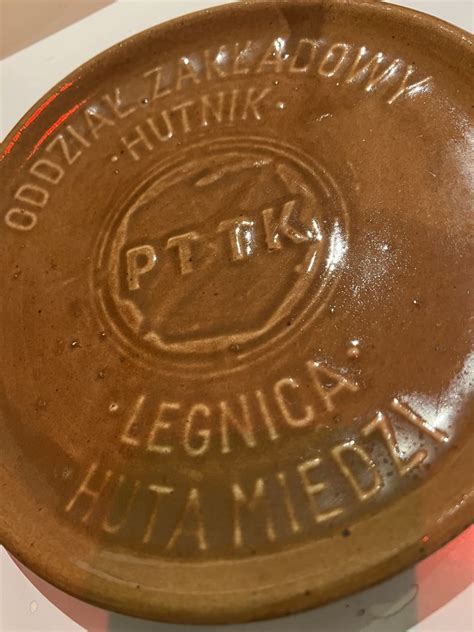 ODDZIAŁ ZAKŁADOWY
· HUTNIK ·
PTTK
· LEGNICA ·
HUTA MIEDZI